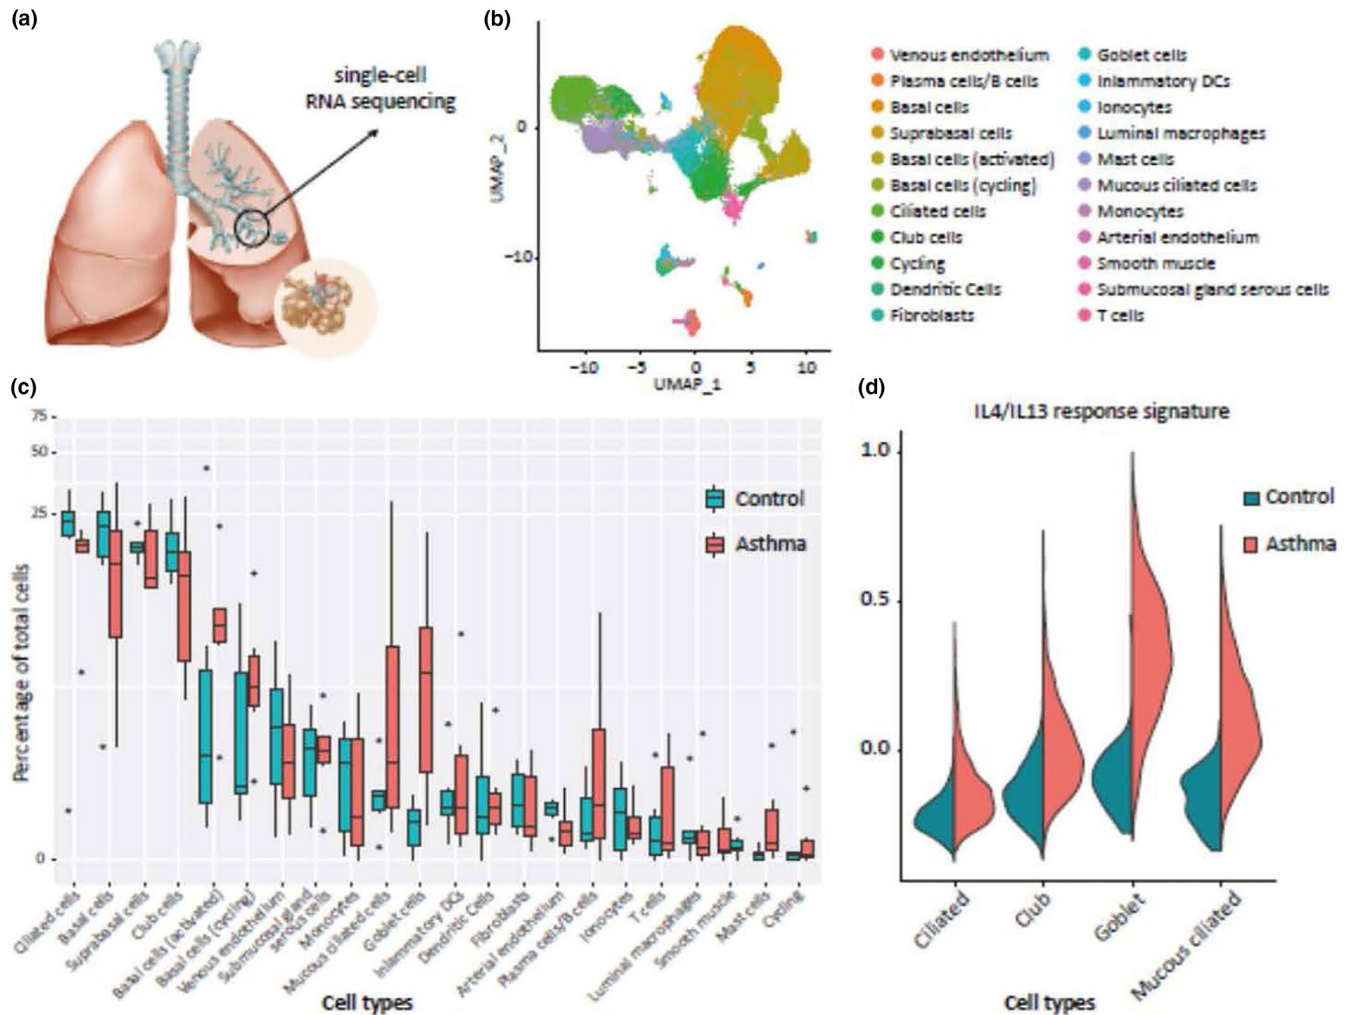 (a)
single-cell
RNA sequencing
(b)
UMAP_2
0
−10
−10
−5
0
5
10
UMAP_1
Venous endothelium
Plasma cells/B cells
Basal cells
Suprabasal cells
Basal cells (activated)
Basal cells (cycling)
Ciliated cells
Club cells
Cycling
Dendritic Cells
Fibroblasts
Goblet cells
Inlammatory DCs
Ionocytes
Luminal macrophages
Mast cells
Mucous ciliated cells
Monocytes
Arterial endothelium
Smooth muscle
Submucosal gland serous cells
T cells
(c)
Percentage of total cells
75
50
25
0
Control
Asthma
Ciliated cells
Basal cells
Suprabasal cells
Club cells
Basal cells (activated)
Basal cells (cycling)
Venous endothelium
Submucosal gland
serous cells
Monocytes
Mucous ciliated cells
Goblet cells
Inlammatory DCs
Dendritic Cells
Fibroblasts
Arterial endothelium
Plasma cells/B cells
Ionocytes
T cells
Luminal macrophages
Smooth muscle
Mast cells
Cycling
Cell types
(d)
IL4/IL13 response signature
1.0
0.5
0.0
Control
Asthma
Ciliated
Club
Goblet
Mucous ciliated
Cell types